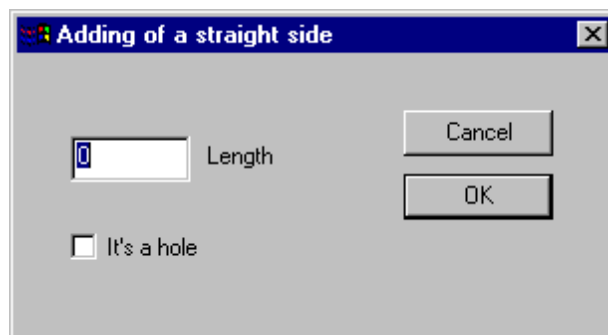 Adding of a straight side
Cancel
0 Length
OK
It's a hole